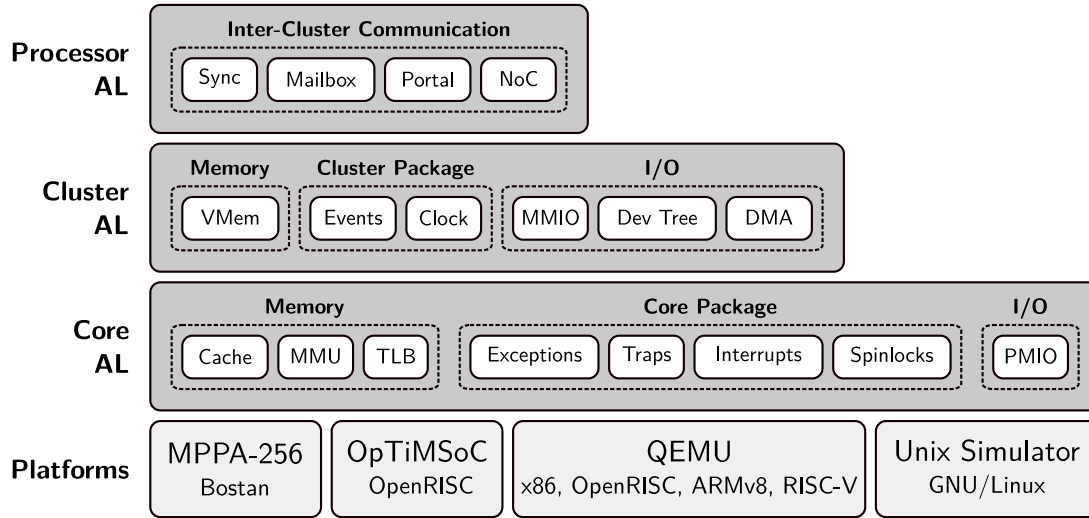 Processor
AL
Inter-Cluster Communication
Sync Mailbox Portal NoC
Cluster
AL
Memory Cluster Package I/O
VMem Events Clock MMIO Dev Tree DMA
Core
AL
Memory Core Package I/O
Cache MMU TLB Exceptions Traps Interrupts Spinlocks PMIO
Platforms
MPPA-256 OpTiMSoC QEMU Unix Simulator
Bostan OpenRISC x86, OpenRISC, ARMv8, RISC-V GNU/Linux